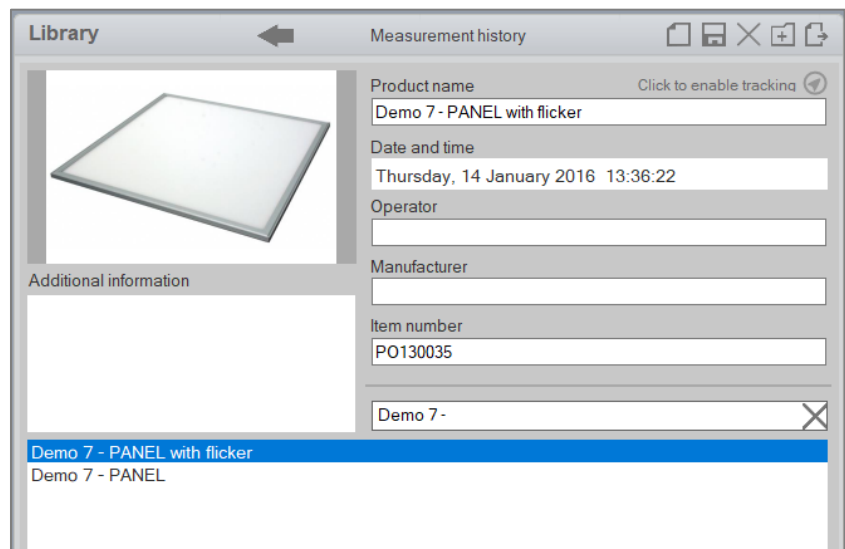 Library
Measurement history
Product name
Click to enable tracking
Demo 7 - PANEL with flicker
Date and time
Thursday, 14 January 2016 13:36:22
Operator
Manufacturer
Additional information
Item number
PO130035
Demo 7 -
Demo 7 - PANEL with flicker
Demo 7 - PANEL